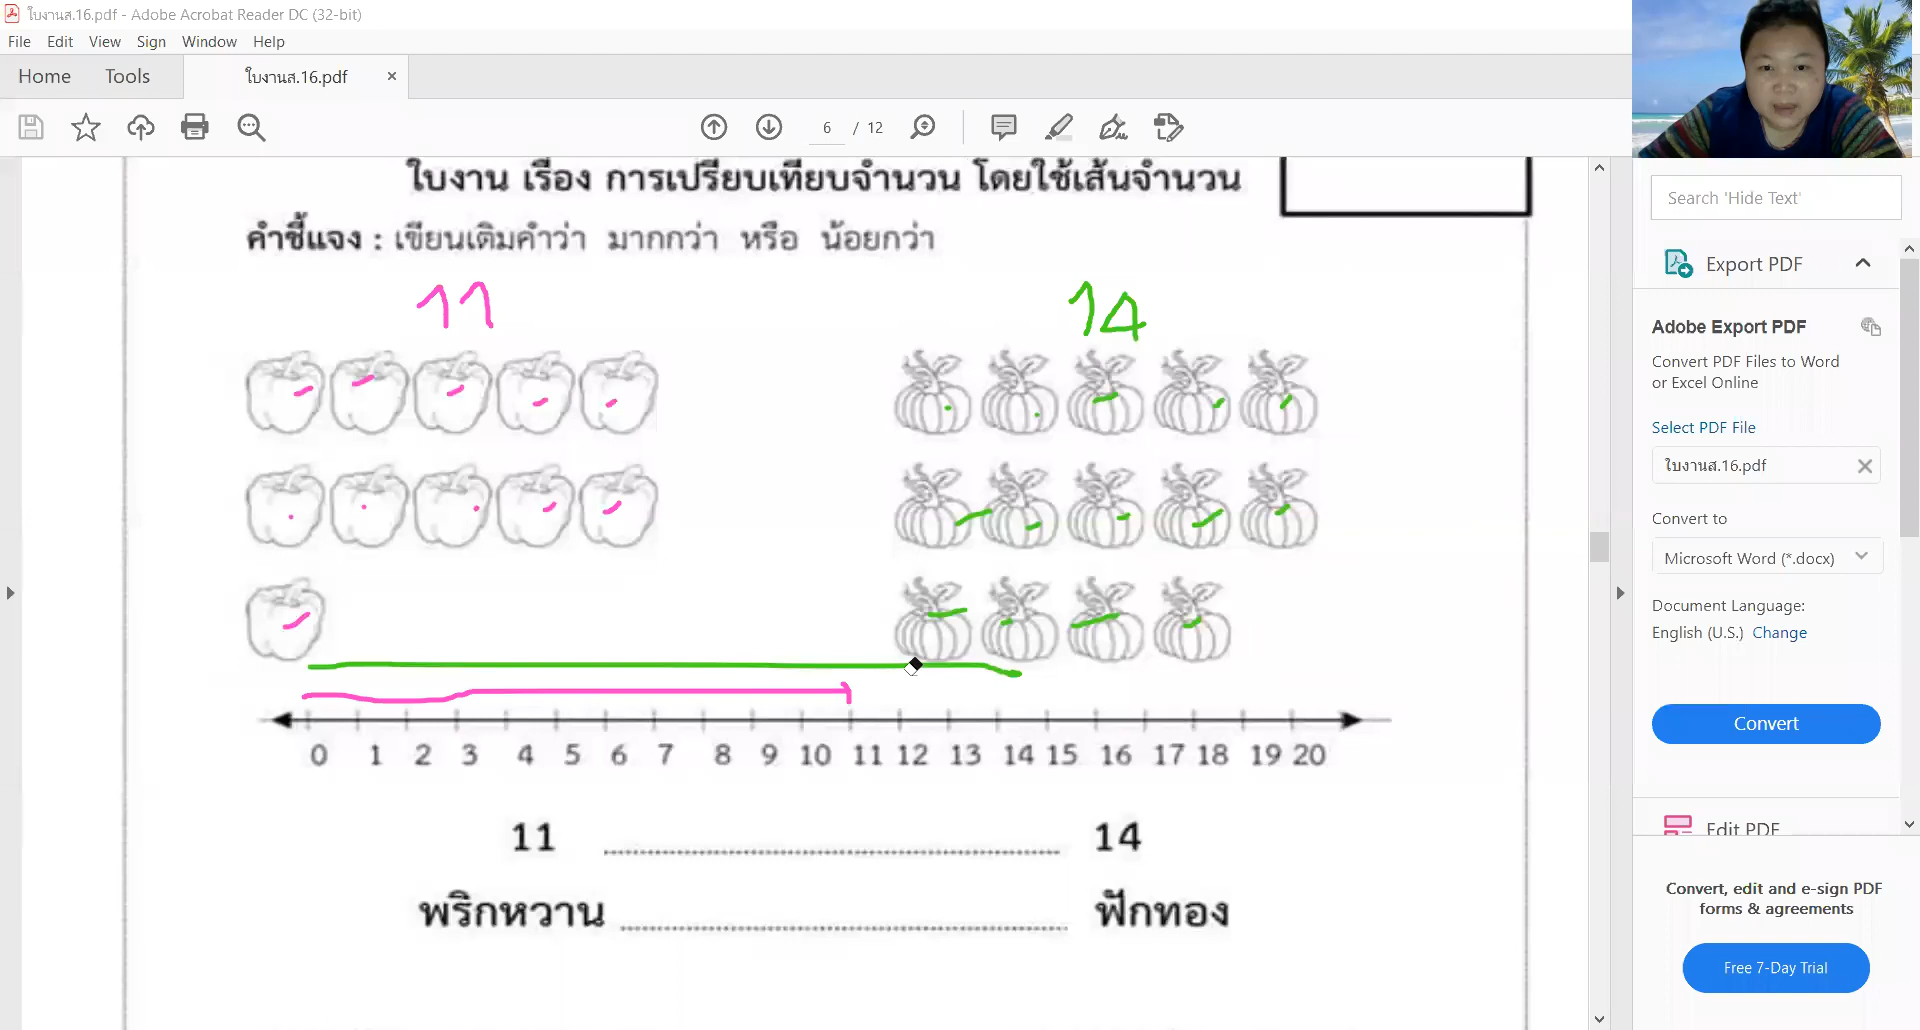 ใบงานส.16.pdf - Adobe Acrobat Reader DC (32-bit)
File Edit View Sign Window Help
Home Tools ใบงานส.16.pdf ×
6 / 12
ใบงาน เรื่อง การเปรียบเทียบจำนวน โดยใช้เส้นจำนวน
คำชี้แจง : เขียนเติมคำว่า มากกว่า หรือ น้อยกว่า
11 14
0 1 2 3 4 5 6 7 8 9 10 11 12 13 14 15 16 17 18 19 20
11 14
พริกหวาน ฟักทอง
Search 'Hide Text'
Export PDF
Adobe Export PDF
Convert PDF Files to Word
or Excel Online
Select PDF File
ใบงานส.16.pdf
Convert to
Microsoft Word (*.docx)
Document Language:
English (U.S.) Change
Convert
Edit PDF
Convert, edit and e-sign PDF
forms & agreements
Free 7-Day Trial